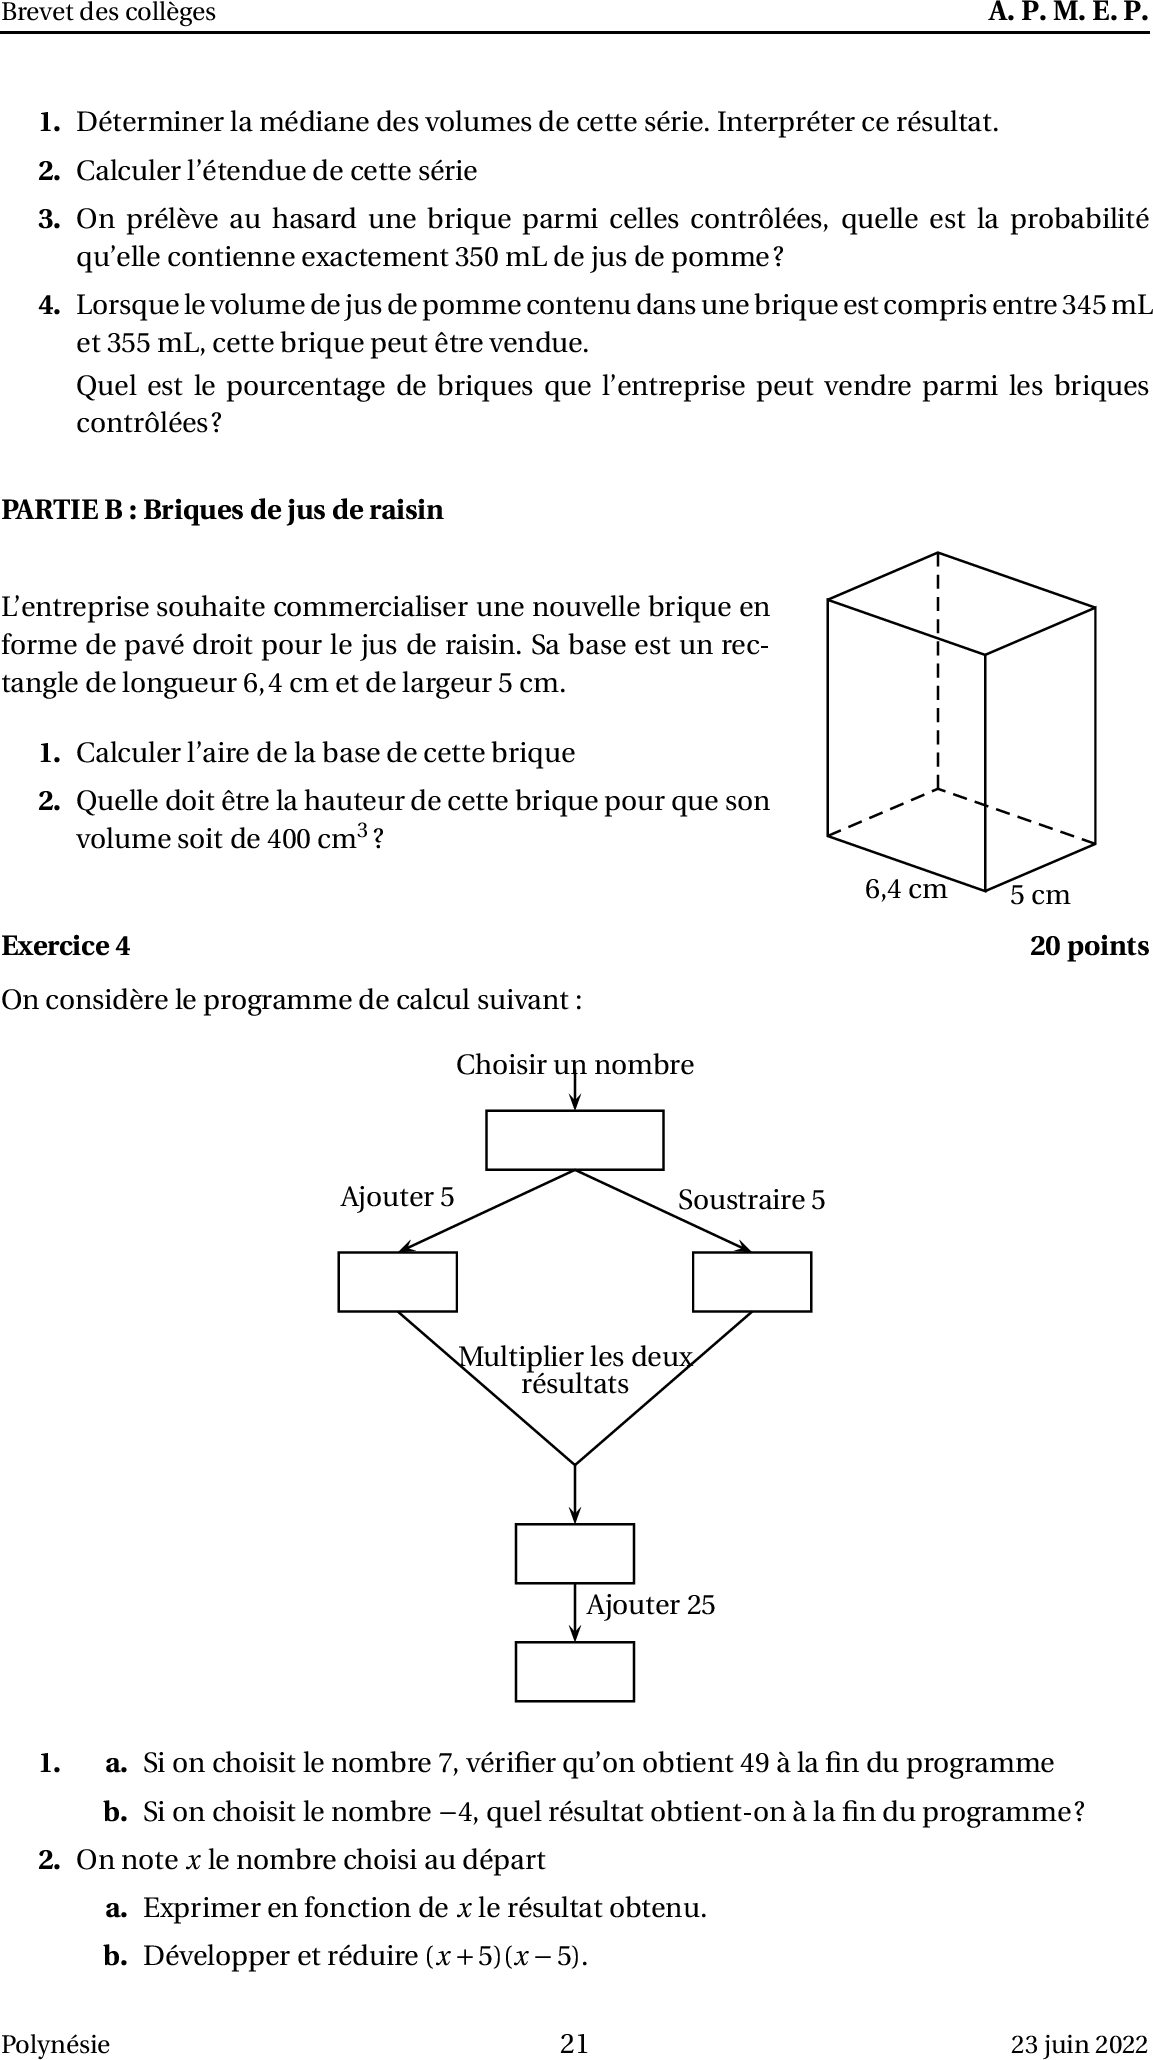 Brevet des collèges A. P. M. E. P.
1. Déterminer la médiane des volumes de cette série. Interpréter ce résultat.
2. Calculer l'étendue de cette série
3. On prélève au hasard une brique parmi celles contrôlées, quelle est la probabilité
qu'elle contienne exactement 350 mL de jus de pomme ?
4. Lorsque le volume de jus de pomme contenu dans une brique est compris entre 345 mL
et 355 mL, cette brique peut être vendue.
Quel est le pourcentage de briques que l'entreprise peut vendre parmi les briques
contrôlées ?
PARTIE B : Briques de jus de raisin
L'entreprise souhaite commercialiser une nouvelle brique en
forme de pavé droit pour le jus de raisin. Sa base est un rec-
tangle de longueur 6,4 cm et de largeur 5 cm.
1. Calculer l'aire de la base de cette brique
2. Quelle doit être la hauteur de cette brique pour que son
volume soit de 400 cm³ ?
6,4 cm
5 cm
Exercice 4 20 points
On considère le programme de calcul suivant :
Choisir un nombre
Ajouter 5
Soustraire 5
Multiplier les deux
résultats
Ajouter 25
1. a. Si on choisit le nombre 7, vérifier qu'on obtient 49 à la fin du programme
b. Si on choisit le nombre −4, quel résultat obtient-on à la fin du programme ?
2. On note x le nombre choisi au départ
a. Exprimer en fonction de x le résultat obtenu.
b. Développer et réduire (x + 5)(x − 5).
Polynésie 21 23 juin 2022